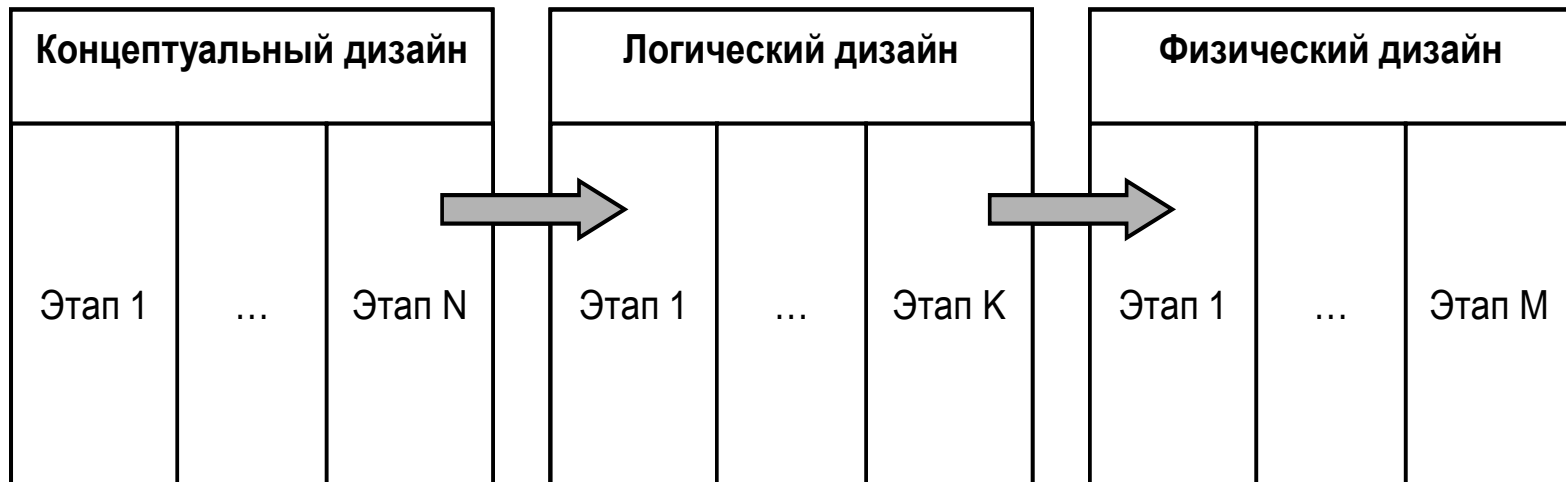 Концептуальный дизайн
Логический дизайн
Физический дизайн
Этап 1
...
Этап N
Этап 1
...
Этап K
Этап 1
...
Этап M